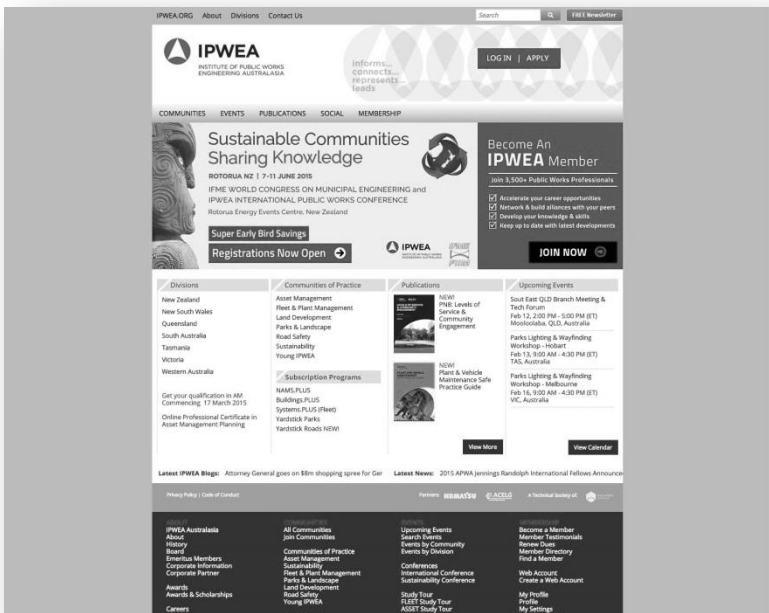 IPWEA.ORG About Divisions Contact Us
Search
FREE Newsletter
IPWEA
INSTITUTE OF PUBLIC WORKS
ENGINEERING AUSTRALASIA
informs...
connects...
represents...
leads
LOG IN | APPLY
COMMUNITIES EVENTS PUBLICATIONS SOCIAL MEMBERSHIP
Sustainable Communities
Sharing Knowledge
ROTORUA NZ | 7-11 JUNE 2015
IFME WORLD CONGRESS ON MUNICIPAL ENGINEERING and
IPWEA INTERNATIONAL PUBLIC WORKS CONFERENCE
Rotorua Energy Events Centre, New Zealand
Super Early Bird Savings
Registrations Now Open
IPWEA
Become An
IPWEA Member
Join 3,500+ Public Works Professionals
Accelerate your career opportunities
Network & build alliances with your peers
Develop your knowledge & skills
Keep up to date with latest developments
JOIN NOW
Divisions
New Zealand
New South Wales
Queensland
South Australia
Tasmania
Victoria
Western Australia
Get your qualification in AM
Commencing 17 March 2015
Online Professional Certificate in
Asset Management Planning
Communities of Practice
Asset Management
Fleet & Plant Management
Land Development
Parks & Landscape
Road Safety
Sustainability
Young IPWEA
Subscription Programs
NAMS.PLUS
Buildings.PLUS
Systems.PLUS (Fleet)
Yardstick Parks
Yardstick Roads NEW!
Publications
NEW!
PN8: Levels of
Service &
Community
Engagement
NEW!
Plant & Vehicle
Maintenance Safe
Practice Guide
View More
Upcoming Events
Sout East QLD Branch Meeting &
Tech Forum
Feb 12, 2:00 PM - 5:00 PM (ET)
Mooloolaba, QLD, Australia
Parks Lighting & Wayfinding
Workshop - Hobart
Feb 13, 9:00 AM - 4:30 PM (ET)
TAS, Australia
Parks Lighting & Wayfinding
Workshop - Melbourne
Feb 16, 9:00 AM - 4:30 PM (ET)
VIC, Australia
View Calendar
Latest IPWEA Blogs: Attorney General goes on $8m shopping spree for Ger
Latest News: 2015 APWA Jennings Randolph International Fellows Announce
Privacy Policy | Code of Conduct
Partners: KOMATSU ACELG A Technical Society of:
ABOUT
IPWEA Australasia
About
History
Board
Emeritus Members
Corporate Information
Corporate Partner
Awards
Awards & Scholarships
Careers
COMMUNITIES
All Communities
Join Communities
Communities of Practice
Asset Management
Sustainability
Fleet & Plant Management
Parks & Landscape
Land Development
Road Safety
Young IPWEA
EVENTS
Upcoming Events
Search Events
Events by Community
Events by Division
Conferences
International Conference
Sustainability Conference
Study Tour
FLEET Study Tour
ASSET Study Tour
MEMBERSHIP
Become a Member
Member Testimonials
Renew Dues
Member Directory
Find a Member
Web Account
Create a Web Account
My Profile
Profile
My Settings